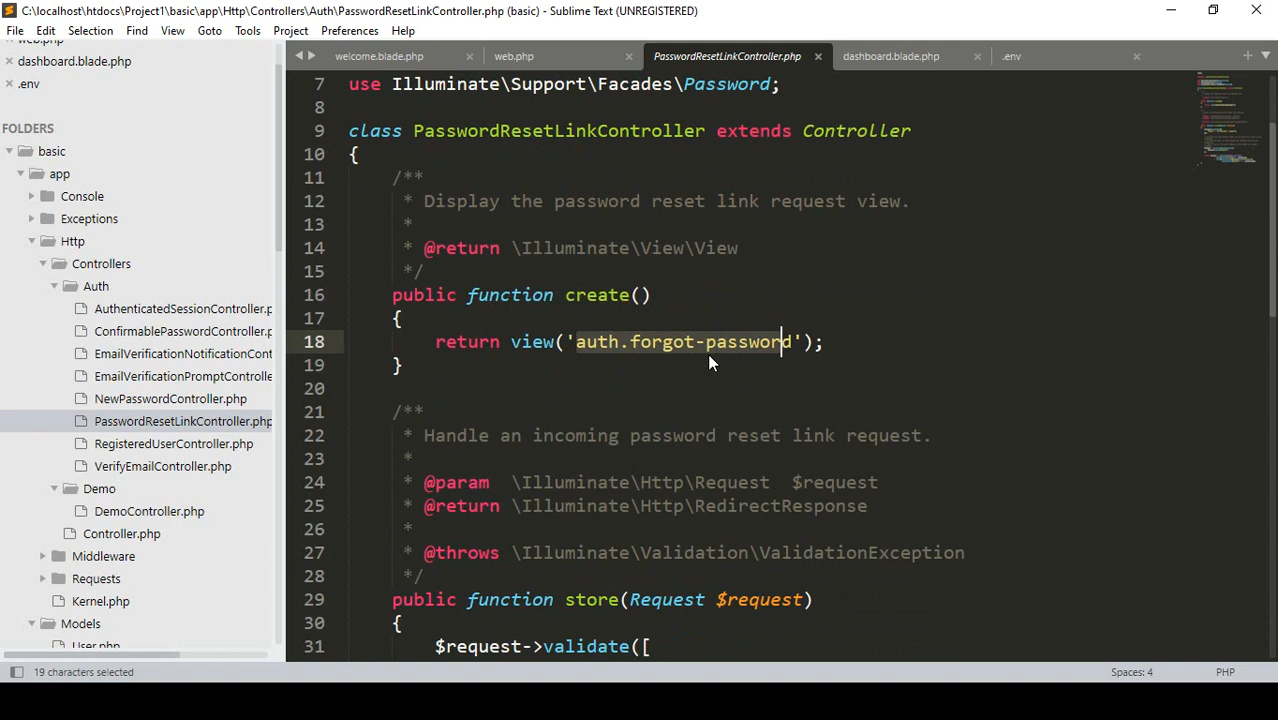 C:\localhost\htdocs\Project1\basic\app\Http\Controllers\Auth\PasswordResetLinkController.php (basic) - Sublime Text (UNREGISTERED)
File Edit Selection Find View Goto Tools Project Preferences Help
web.php
dashboard.blade.php
.env
FOLDERS
basic
app
Console
Exceptions
Http
Controllers
Auth
AuthenticatedSessionController.p
ConfirmablePasswordController.
EmailVerificationNotificationCont
EmailVerificationPromptControlle
NewPasswordController.php
PasswordResetLinkController.php
RegisteredUserController.php
VerifyEmailController.php
Demo
DemoController.php
Controller.php
Middleware
Requests
Kernel.php
Models
User.php
welcome.blade.php web.php PasswordResetLinkController.php dashboard.blade.php .env
7 use Illuminate\Support\Facades\Password;
8
9 class PasswordResetLinkController extends Controller
10 {
11 /**
12 * Display the password reset link request view.
13 *
14 * @return \Illuminate\View\View
15 */
16 public function create()
17 {
18 return view('auth.forgot-password');
19 }
20
21 /**
22 * Handle an incoming password reset link request.
23 *
24 * @param \Illuminate\Http\Request $request
25 * @return \Illuminate\Http\RedirectResponse
26 *
27 * @throws \Illuminate\Validation\ValidationException
28 */
29 public function store(Request $request)
30 {
31 $request->validate([
19 characters selected Spaces: 4 PHP